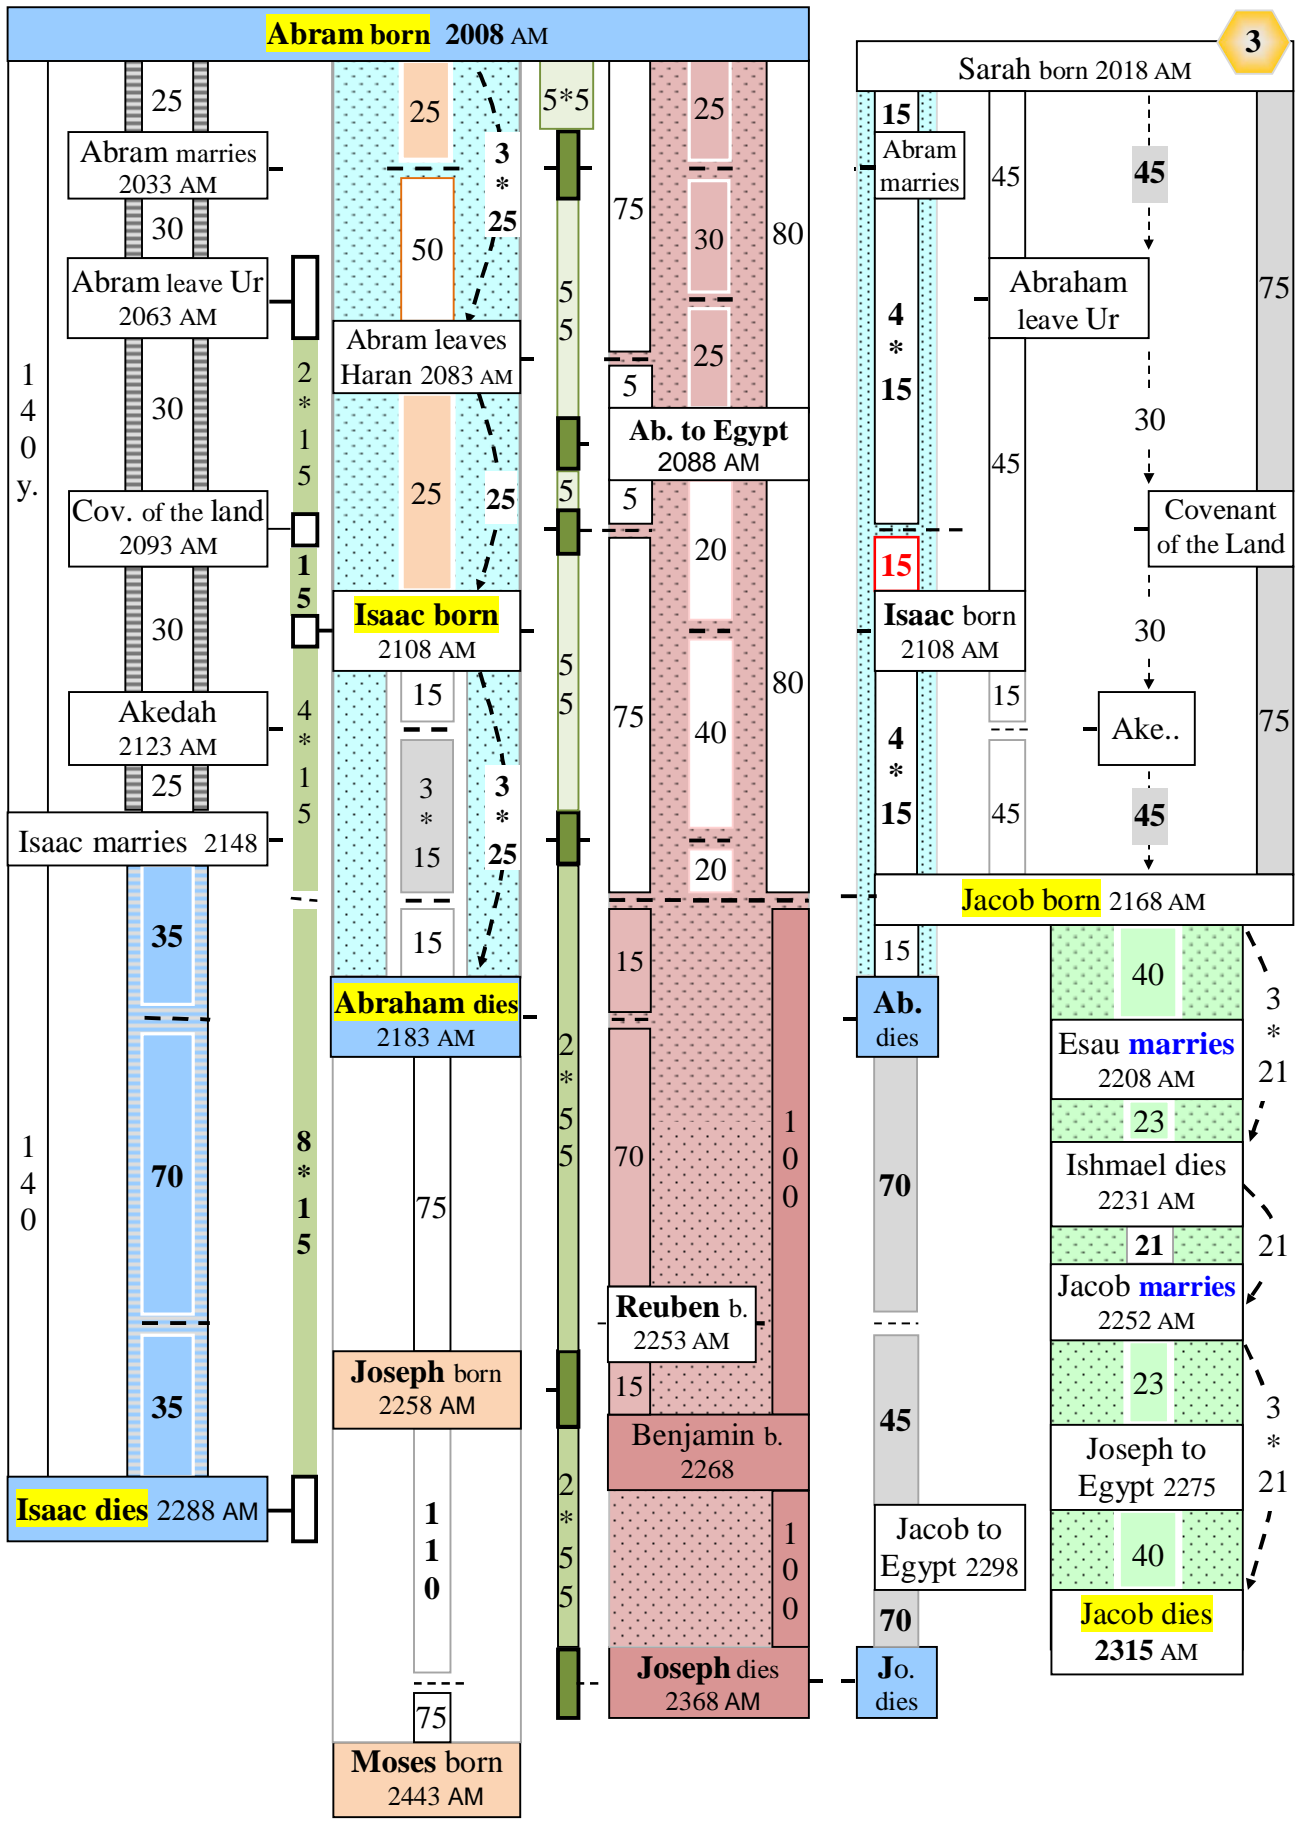 Abram born 2008 AM
3
Sarah born 2018 AM
25
Abram marries
2033 AM
30
Abram leave Ur
2063 AM
30
Cov. of the land
2093 AM
30
Akedah
2123 AM
25
Isaac marries 2148
35
70
35
Isaac dies 2288 AM
1
4
0
y.
1
4
0
2
*
1
5
1
5
4
*
1
5
8
*
1
5
25
50
Abram leaves
Haran 2083 AM
25
Isaac born
2108 AM
15
3
*
15
15
Abraham dies
2183 AM
75
Joseph born
2258 AM
1
1
0
75
Moses born
2443 AM
3
*
25
25
3
*
25
5*5
5
5
5
5
5
2
*
5
5
2
*
5
5
75
5
5
75
15
70
Reuben b.
2253 AM
15
Benjamin b.
2268
25
30
25
Ab. to Egypt
2088 AM
20
40
20
80
80
1
0
0
1
0
0
Joseph dies
2368 AM
15
Abram
marries
4
*
15
15
Isaac born
2108 AM
4
*
15
15
Ab.
dies
70
45
Jacob to
Egypt 2298
70
Jo.
dies
45
45
15
45
45
Abraham
leave Ur
30
Covenant
of the Land
30
Ake..
45
75
75
Jacob born 2168 AM
40
Esau marries
2208 AM
23
Ishmael dies
2231 AM
21
Jacob marries
2252 AM
23
Joseph to
Egypt 2275
40
Jacob dies
2315 AM
3
*
21
21
3
*
21